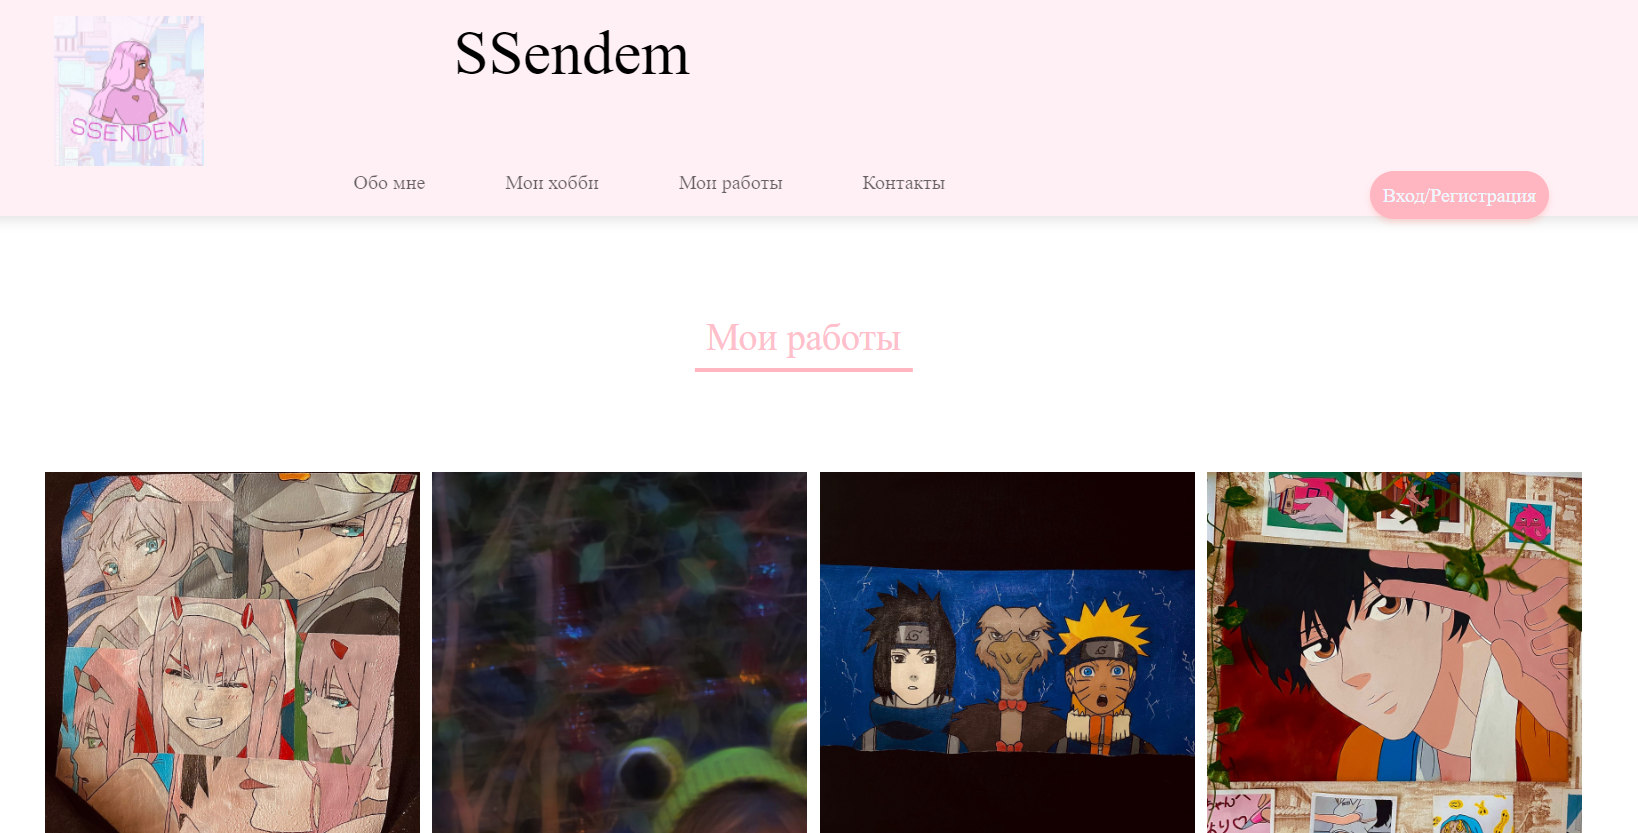 SSendem
SSENDEM
Обо мне
Мои хобби
Мои работы
Контакты
Вход/Регистрация
Мои работы